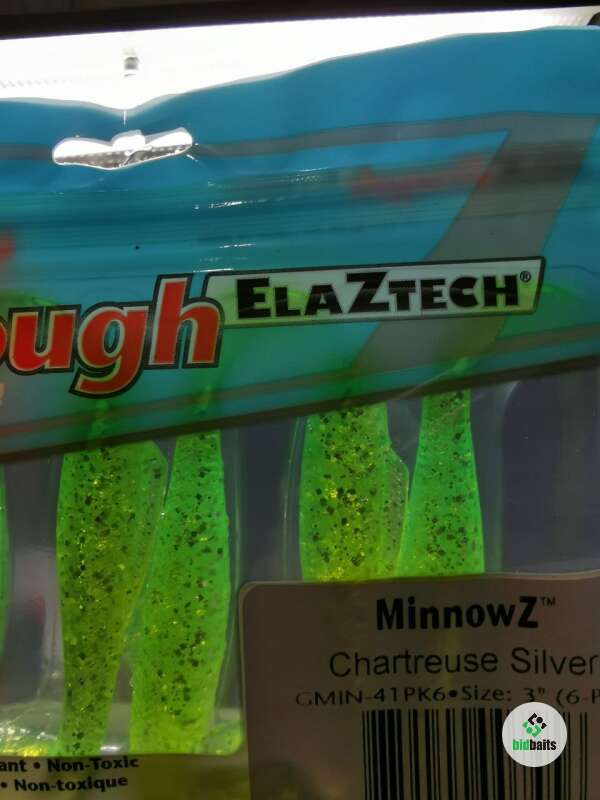 ough ElaZtech®
MinnowZ™
Chartreuse Silver
GMIN-41PK6•Size: 3" (6-P
bidbaits
ant • Non-Toxic
• Non-toxique